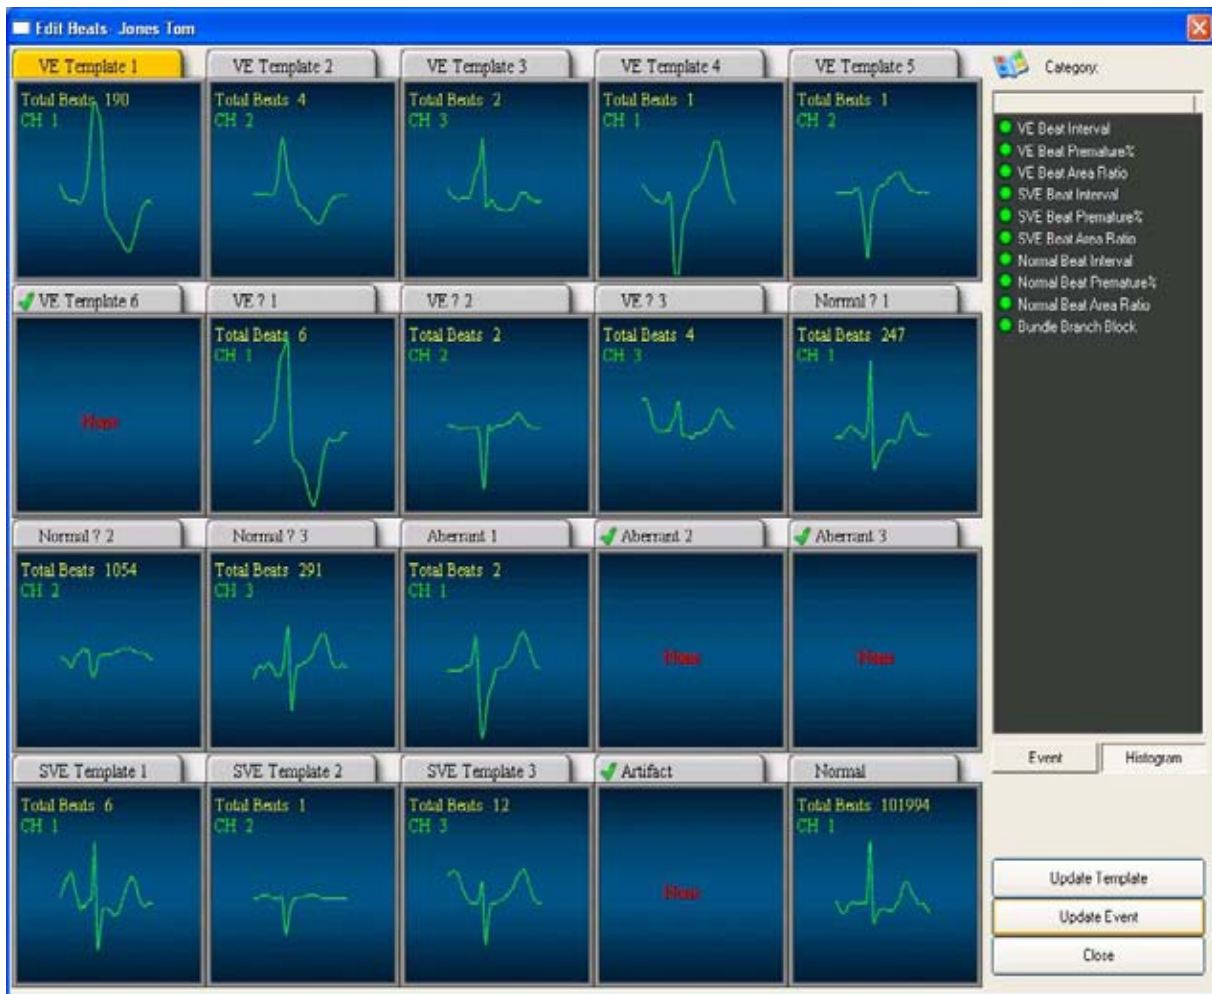 Edit Beats- Jones Tom
VE Template 1
VE Template 2
VE Template 3
VE Template 4
VE Template 5
Total Beats 190
CH 1
Total Beats 4
CH 2
Total Beats 2
CH 3
Total Beats 1
CH 1
Total Beats 1
CH 2
VE Template 6
VE ? 1
VE ? 2
VE ? 3
Normal ? 1
None
Total Beats 6
CH 1
Total Beats 2
CH 2
Total Beats 4
CH 3
Total Beats 247
CH 1
Normal ? 2
Normal ? 3
Aberrant 1
Aberrant 2
Aberrant 3
Total Beats 1054
CH 2
Total Beats 291
CH 3
Total Beats 2
CH 1
None
None
SVE Template 1
SVE Template 2
SVE Template 3
Artifact
Normal
Total Beats 6
CH 1
Total Beats 1
CH 2
Total Beats 12
CH 3
None
Total Beats 101994
CH 1
Category:
VE Beat Interval
VE Beat Premature%
VE Beat Area Ratio
SVE Beat Interval
SVE Beat Premature%
SVE Beat Area Ratio
Normal Beat Interval
Normal Beat Premature%
Normal Beat Area Ratio
Bundle Branch Block
Event
Histogram
Update Template
Update Event
Close